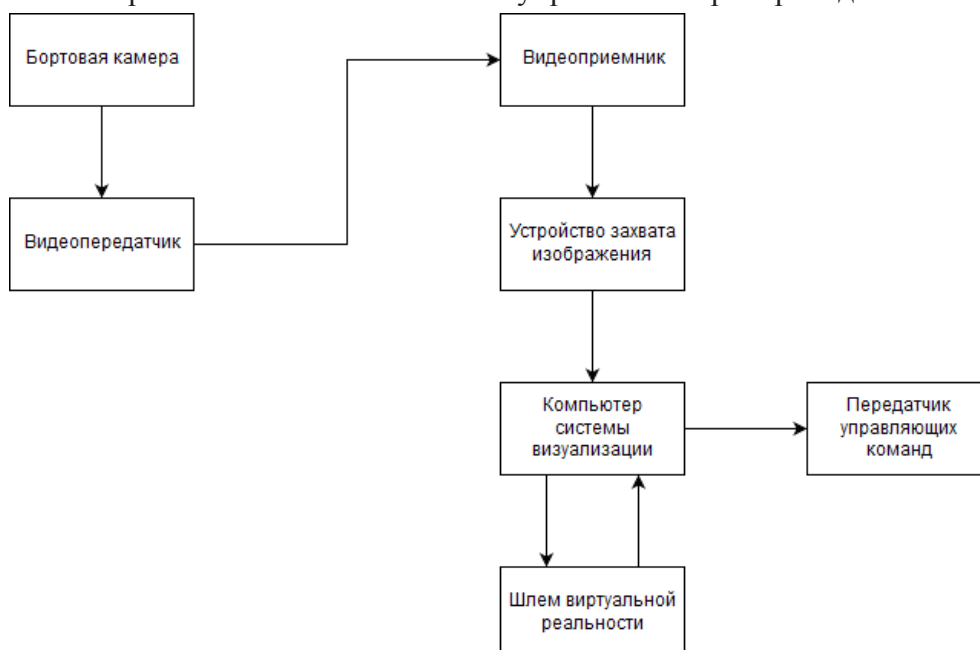 Бортовая камера
Видеоприемник
Видеопередатчик
Устройство захвата
изображения
Компьютер
системы
визуализации
Передатчик
управляющих
команд
Шлем виртуальной
реальности